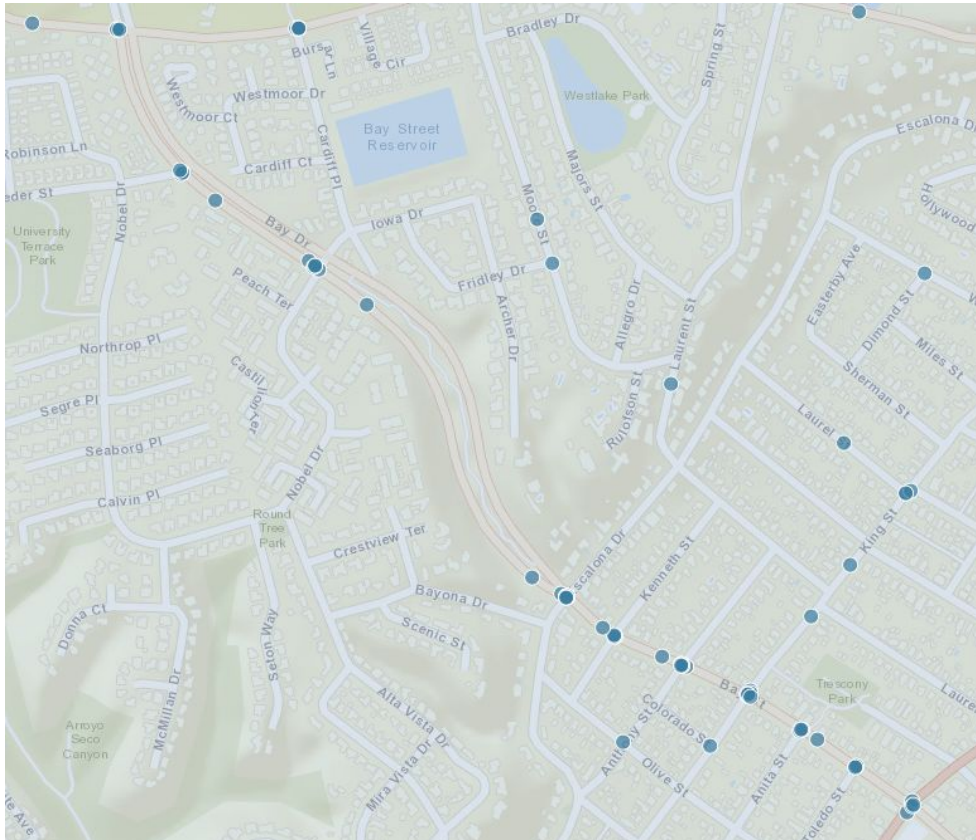 Bradley Dr
Spring St
Village
Cir
Bursar Ln
Westmoor Dr
Westmoor Ct
Westlake Park
Bay Street
Reservoir
Escalona Dr
Robinson Ln
Cardiff Ct
Cardiff Pl
Majors St
eder St
Nobel Dr
Iowa Dr
Hollywood
University
Terrace
Park
Bay Dr
Moore St
Easterby Ave
Peach Ter
Fridley Dr
Archer Dr
Allegro Dr
Laurent St
Dimond St
Miles St
Northrop Pl
Sherman St
Segre Pl
Rulofson St
Laurel
Seaborg Pl
Nobel Dr
Calvin Pl
Round
Tree
Park
King St
Crestview Ter
Escalona Dr
Kenneth St
Bayona Dr
Donna Ct
Scenic St
Seton Way
McMillan Dr
Trescony
Park
Alta Vista Dr
Colorado St
Arroyo
Seco
Canyon
Anthony St
Olive St
Anita St
Mira Vista Dr
Toledo St